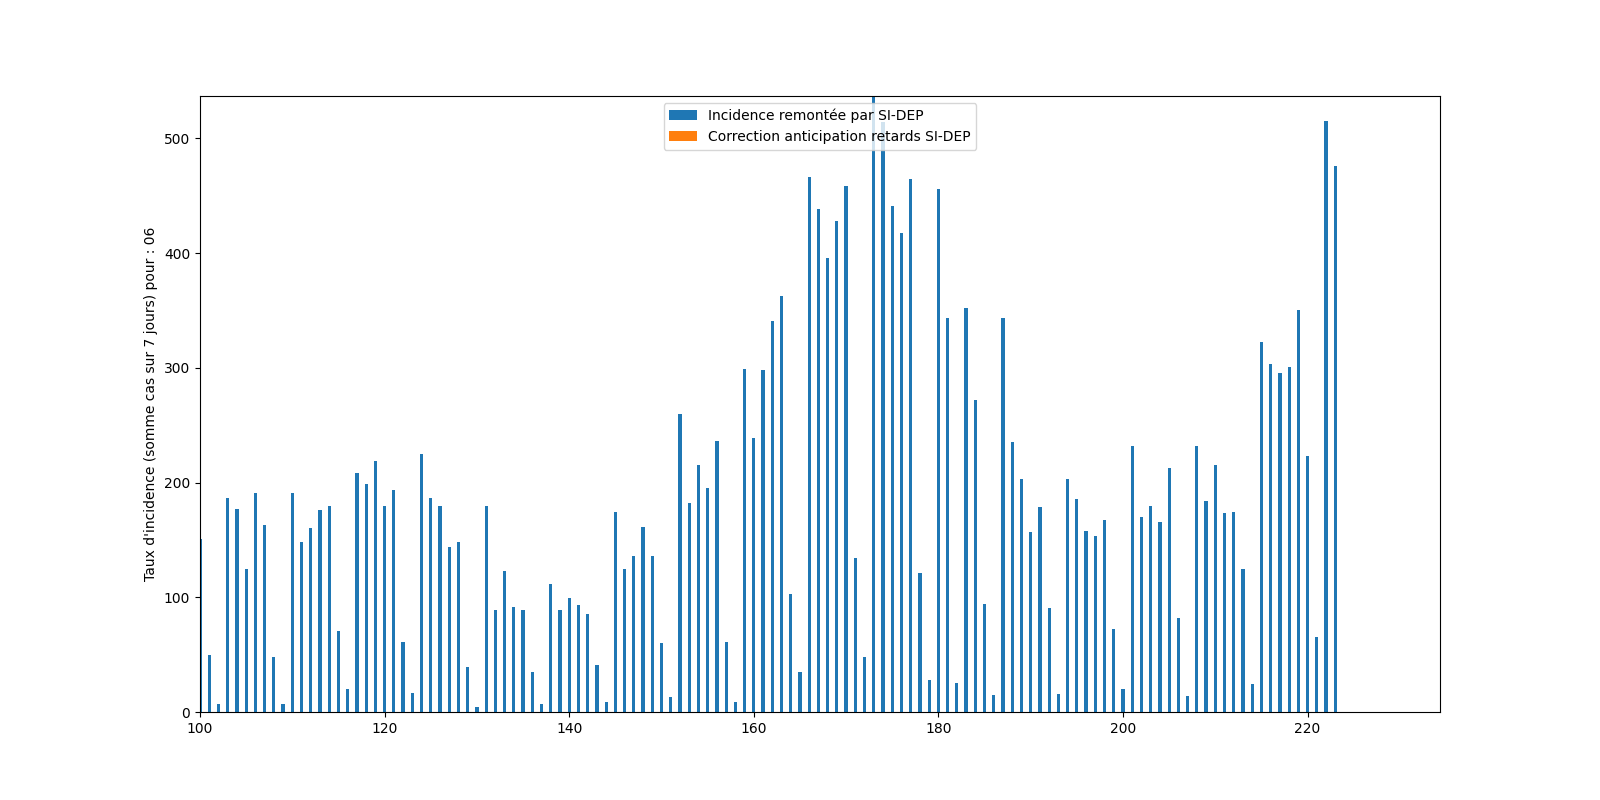 Incidence remontée par SI-DEP
Correction anticipation retards SI-DEP
Taux d'incidence (somme cas sur 7 jours) pour : 06
500
400
300
200
100
0
100 120 140 160 180 200 220